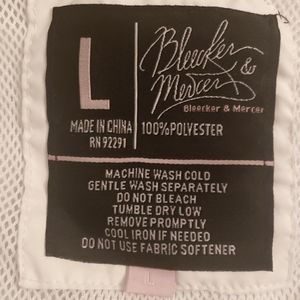 L
Bleecker
&
Mercer
Bleecker & Mercer
MADE IN CHINA
RN 92291
100%POLYESTER
MACHINE WASH COLD
GENTLE WASH SEPARATELY
DO NOT BLEACH
TUMBLE DRY LOW
REMOVE PROMPTLY
COOL IRON IF NEEDED
DO NOT USE FABRIC SOFTENER
L